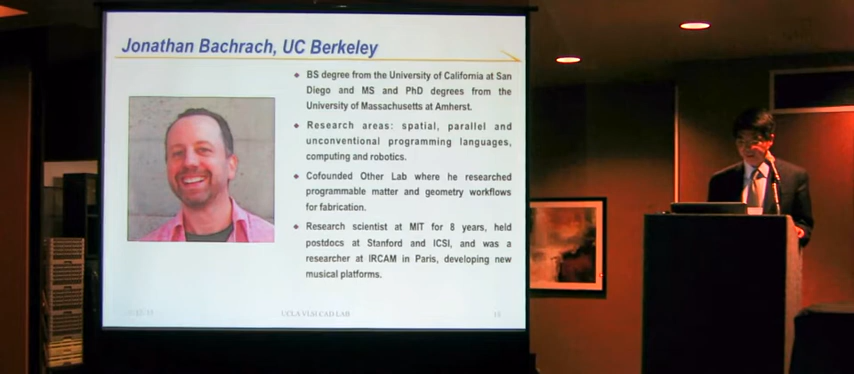 Jonathan Bachrach, UC Berkeley
BS degree from the University of California at San
Diego and MS and PhD degrees from the
University of Massachusetts at Amherst.
Research areas: spatial, parallel and
unconventional programming languages,
computing and robotics.
Cofounded Other Lab where he researched
programmable matter and geometry workflows
for fabrication.
Research scientist at MIT for 8 years, held
postdocs at Stanford and ICSI, and was a
researcher at IRCAM in Paris, developing new
musical platforms.
UCLA VLSI CAD LAB